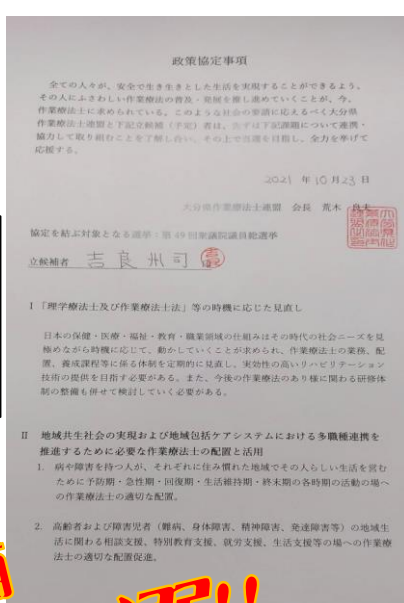 政策協定事項
全ての人々が、安全で生き生きとした生活を実現することができるよう、
その人にふさわしい作業療法の普及・発展を推し進めていくことが、今、
作業療法士に求められている。このような社会の要請に応えるべく大分県
作業療法士連盟と下記立候補（予定）者は、まずは下記課題について連携・
協力して取り組むことを了解し合い、その上で当選を目指し、全力を挙げて
応援する。
2021 年 10 月 23 日
大分県作業療法士連盟 会長 荒木 良夫
協定を結ぶ対象となる選挙：第 49 回衆議院議員総選挙
立候補者 吉良州司
Ⅰ「理学療法士及び作業療法士法」等の時機に応じた見直し
日本の保健・医療・福祉・教育・職業領域の仕組みはその時代の社会ニーズを見
極めながら時機に応じて、動かしていくことが求められ、作業療法士の業務、配
置、養成課程等に係る体制を定期的に見直し、実効性の高いリハビリテーション
技術の提供を目指す必要がある。また、今後の作業療法のあり様に関わる研修体
制の整備も併せて検討していく必要がある。
Ⅱ 地域共生社会の実現および地域包括ケアシステムにおける多職種連携を
推進するために必要な作業療法士の配置と活用
1. 病や障害を持つ人が、それぞれに住み慣れた地域でその人らしい生活を営む
ために予防期・急性期・回復期・生活維持期・終末期の各時期の活動の場へ
の作業療法士の適切な配置。
2. 高齢者および障害児者（難病、身体障害、精神障害、発達障害等）の地域生
活に関わる相談支援、特別教育支援、就労支援、生活支援等の場への作業療
法士の適切な配置促進。